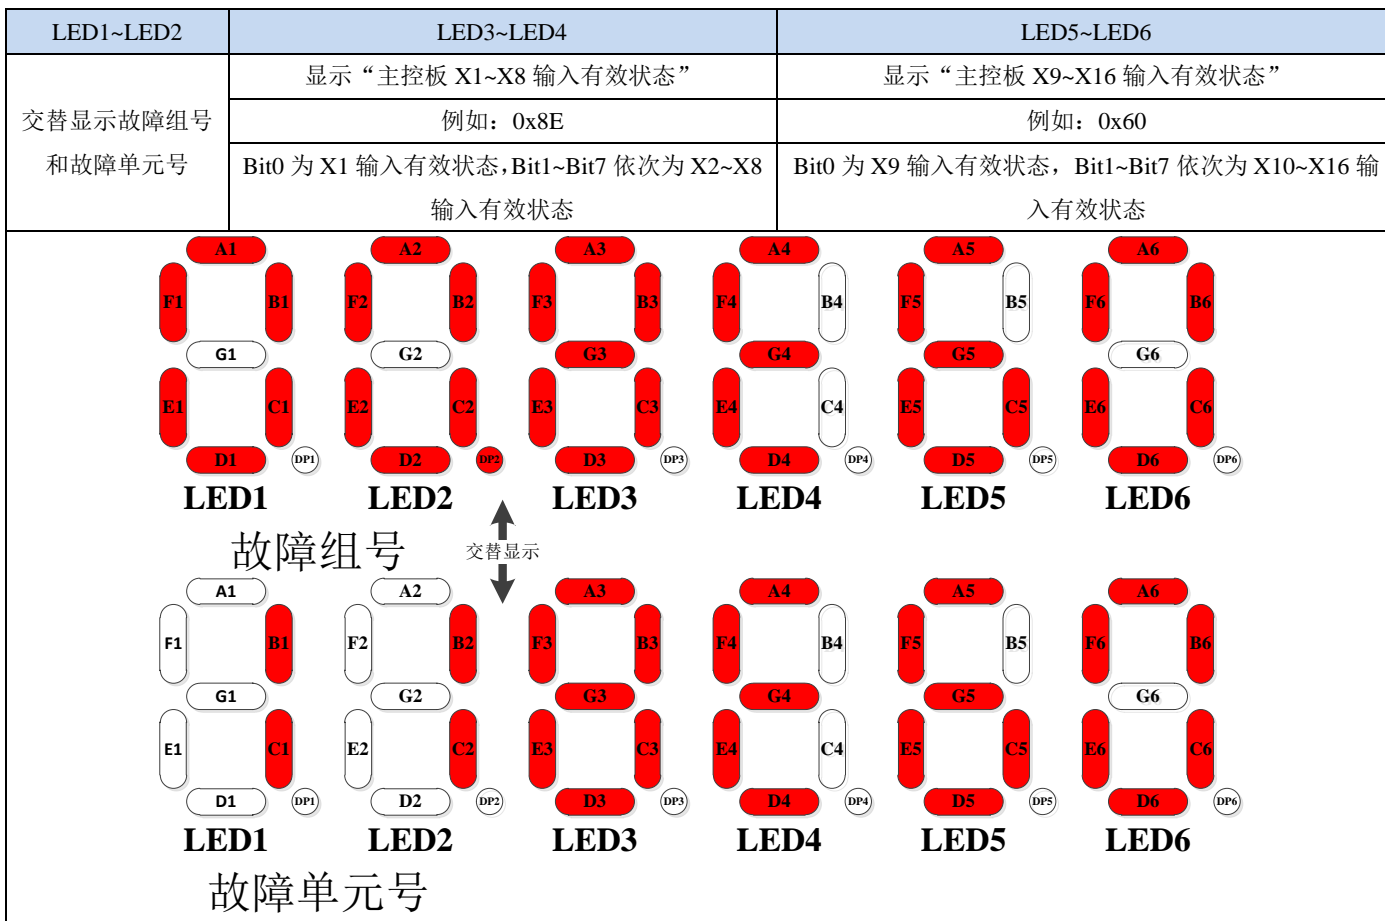 LED1~LED2 LED3~LED4 LED5~LED6
显示“主控板 X1~X8 输入有效状态” 显示“主控板 X9~X16 输入有效状态”
交替显示故障组号 例如：0x8E 例如：0x60
和故障单元号 Bit0 为 X1 输入有效状态，Bit1~Bit7 依次为 X2~X8 Bit0 为 X9 输入有效状态，Bit1~Bit7 依次为 X10~X16 输
输入有效状态 入有效状态
A1 A2 A3 A4 A5 A6
F1 B1 F2 B2 F3 B3 F4 B4 F5 B5 F6 B6
G1 G2 G3 G4 G5 G6
E1 C1 E2 C2 E3 C3 E4 C4 E5 C5 E6 C6
D1 DP1 D2 DP2 D3 DP3 D4 DP4 D5 DP5 D6 DP6
LED1 LED2 LED3 LED4 LED5 LED6
故障组号 交替显示
A1 A2 A3 A4 A5 A6
F1 B1 F2 B2 F3 B3 F4 B4 F5 B5 F6 B6
G1 G2 G3 G4 G5 G6
E1 C1 E2 C2 E3 C3 E4 C4 E5 C5 E6 C6
D1 DP1 D2 DP2 D3 DP3 D4 DP4 D5 DP5 D6 DP6
LED1 LED2 LED3 LED4 LED5 LED6
故障单元号